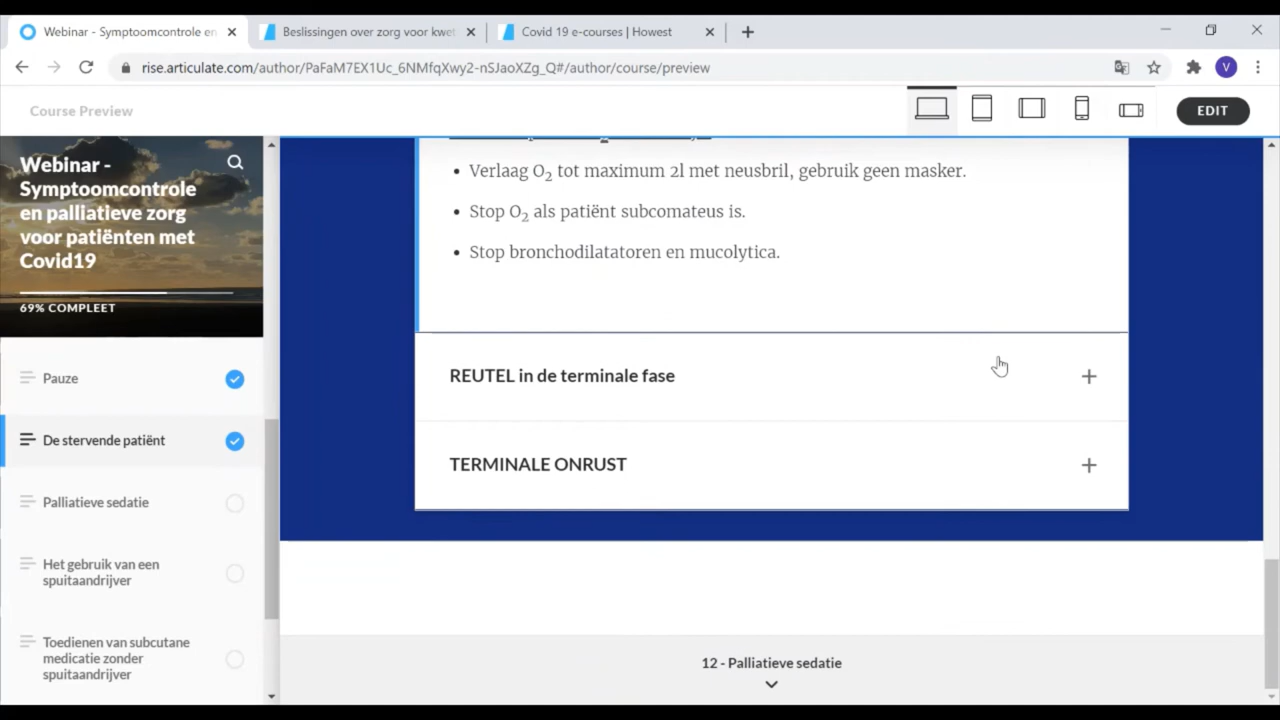 Webinar - Symptoomcontrole en
Beslissingen over zorg voor kwet
Covid 19 e-courses | Howest
rise.articulate.com/author/PaFaM7EX1Uc_6NMfqXwy2-nSJaoXZg_Q#/author/course/preview
V
Course Preview
EDIT
Webinar -
Symptoomcontrole
en palliatieve zorg
voor patiënten met
Covid19
69% COMPLEET
Pauze
De stervende patiënt
Palliatieve sedatie
Het gebruik van een
spuitaandrijver
Toedienen van subcutane
medicatie zonder
spuitaandrijver
• Verlaag O₂ tot maximum 2l met neusbril, gebruik geen masker.
• Stop O₂ als patiënt subcomateus is.
• Stop bronchodilatatoren en mucolytica.
REUTEL in de terminale fase
TERMINALE ONRUST
12 - Palliatieve sedatie